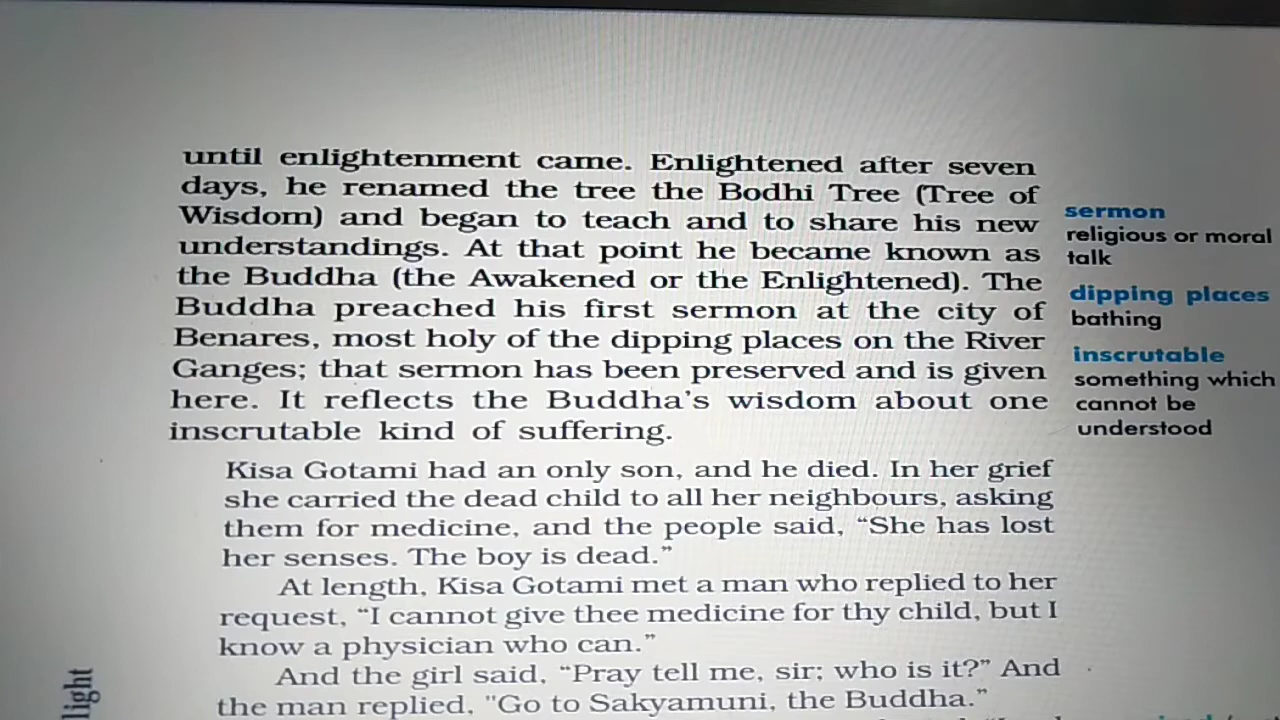 until enlightenment came. Enlightened after seven
days, he renamed the tree the Bodhi Tree (Tree of
Wisdom) and began to teach and to share his new
understandings. At that point he became known as
the Buddha (the Awakened or the Enlightened). The
Buddha preached his first sermon at the city of
Benares, most holy of the dipping places on the River
Ganges; that sermon has been preserved and is given
here. It reflects the Buddha's wisdom about one
inscrutable kind of suffering.
Kisa Gotami had an only son, and he died. In her grief
she carried the dead child to all her neighbours, asking
them for medicine, and the people said, “She has lost
her senses. The boy is dead.”
At length, Kisa Gotami met a man who replied to her
request, “I cannot give thee medicine for thy child, but I
know a physician who can.”
And the girl said, “Pray tell me, sir; who is it?” And
the man replied, "Go to Sakyamuni, the Buddha.”
sermon
religious or moral
talk
dipping places
bathing
inscrutable
something which
cannot be
understood
light